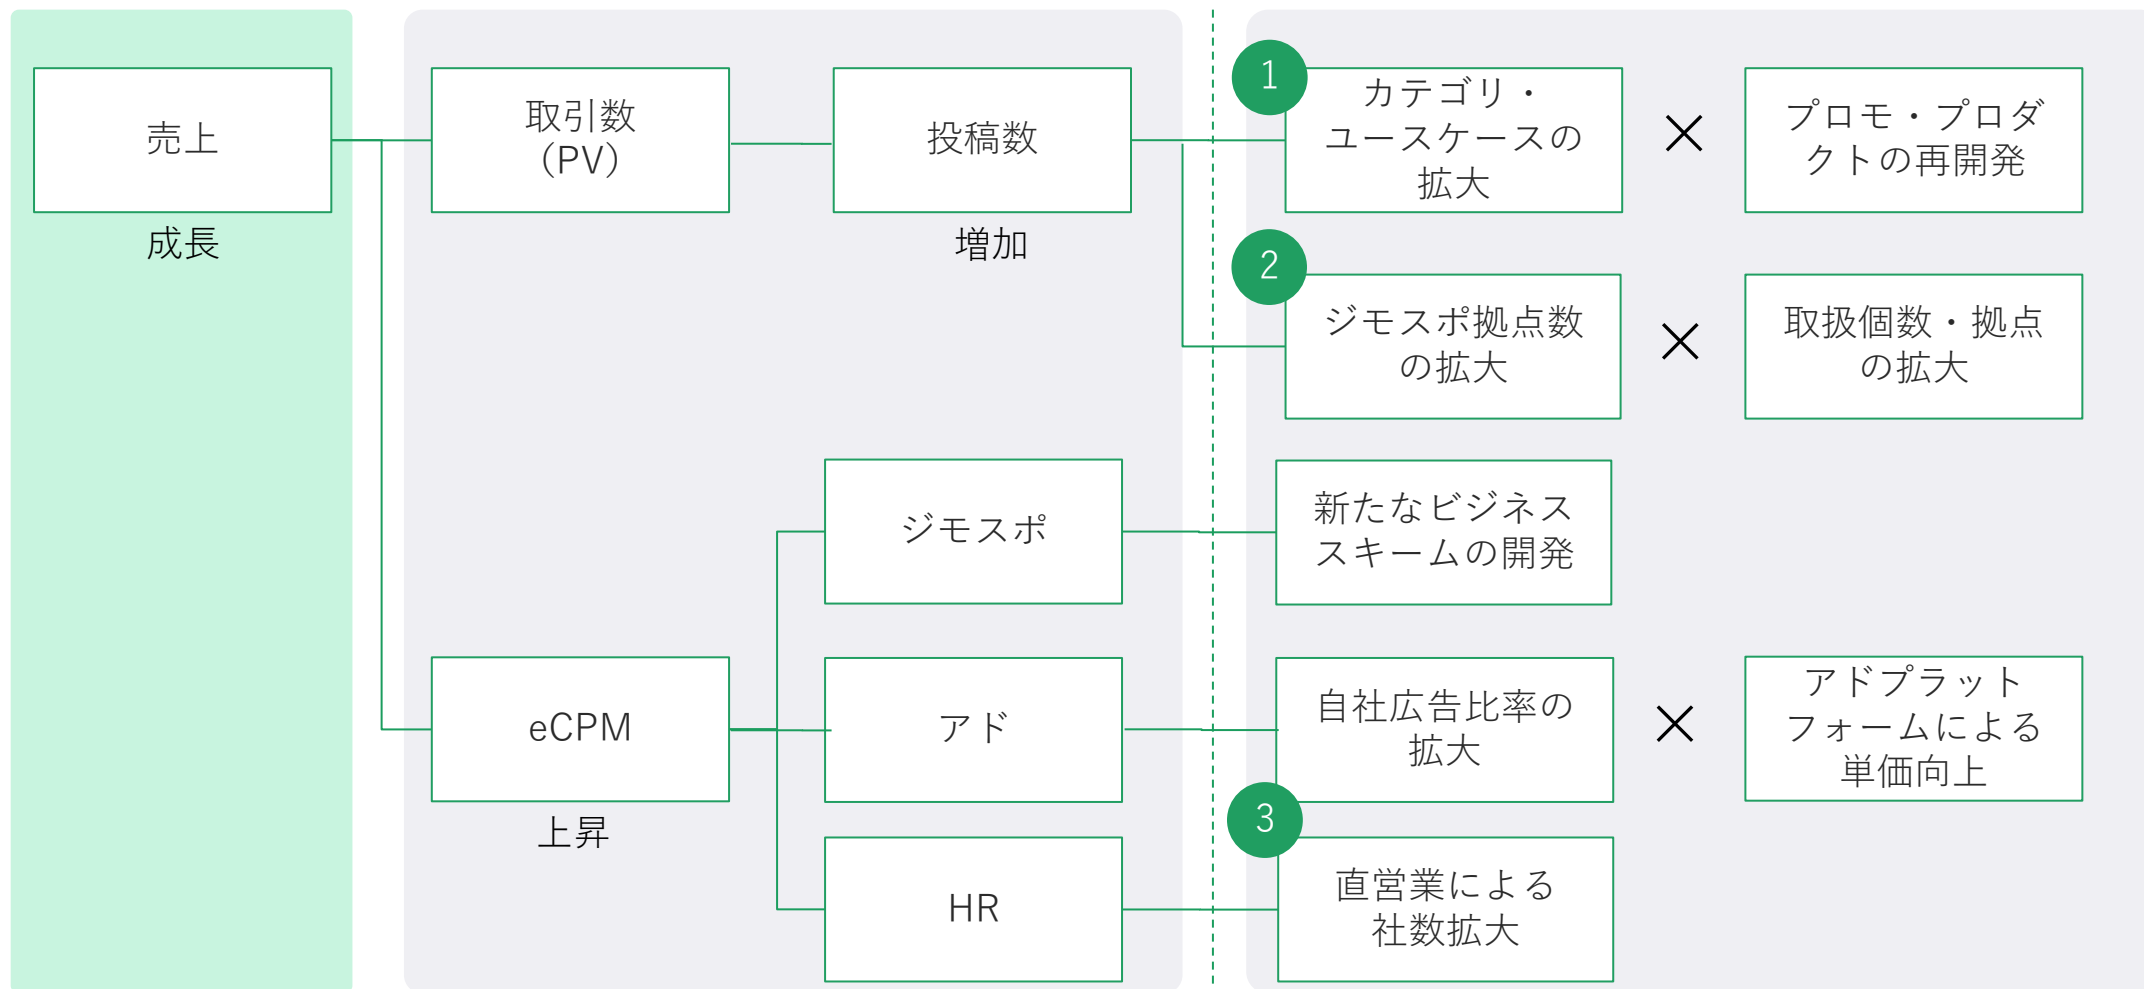 売上
成長
取引数
（PV）
投稿数
増加
1
カテゴリ・
ユースケースの
拡大
×
プロモ・プロダ
クトの再開発
2
ジモスポ拠点数
の拡大
×
取扱個数・拠点
の拡大
eCPM
上昇
ジモスポ
新たなビジネス
スキームの開発
アド
自社広告比率の
拡大
×
アドプラット
フォームによる
単価向上
HR
3
直営業による
社数拡大